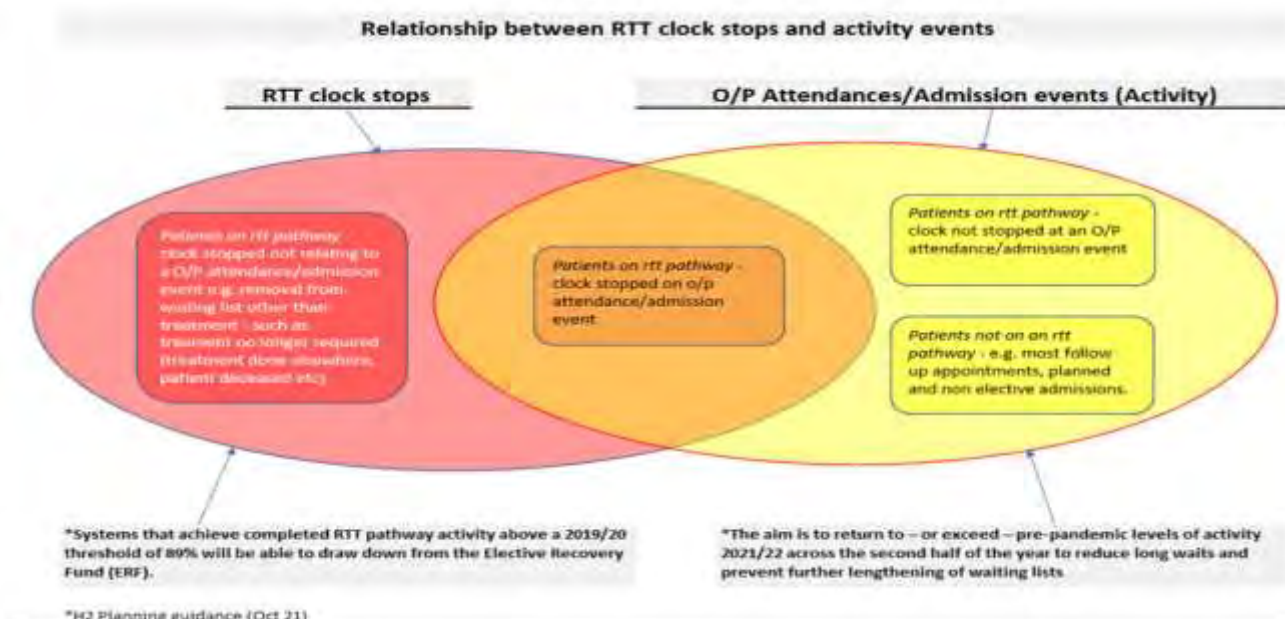 Relationship between RTT clock stops and activity events
RTT clock stops
O/P Attendances/Admission events (Activity)
Patients on rtt pathway
clock stopped not relating to
a O/P attendance/admission
event e.g. removal from
waiting list other than
treatment - such as
treatment no longer required
(treatment done elsewhere,
patient deceased etc)
Patients on rtt pathway -
clock stopped on o/p
attendance/admission
event
Patients on rtt pathway -
clock not stopped at an O/P
attendance/admission event
Patients not on an rtt
pathway - e.g. most follow
up appointments, planned
and non elective admissions.
*Systems that achieve completed RTT pathway activity above a 2019/20
threshold of 89% will be able to draw down from the Elective Recovery
Fund (ERF).
*The aim is to return to – or exceed – pre-pandemic levels of activity
2021/22 across the second half of the year to reduce long waits and
prevent further lengthening of waiting lists
*H2 Planning guidance (Oct 21)